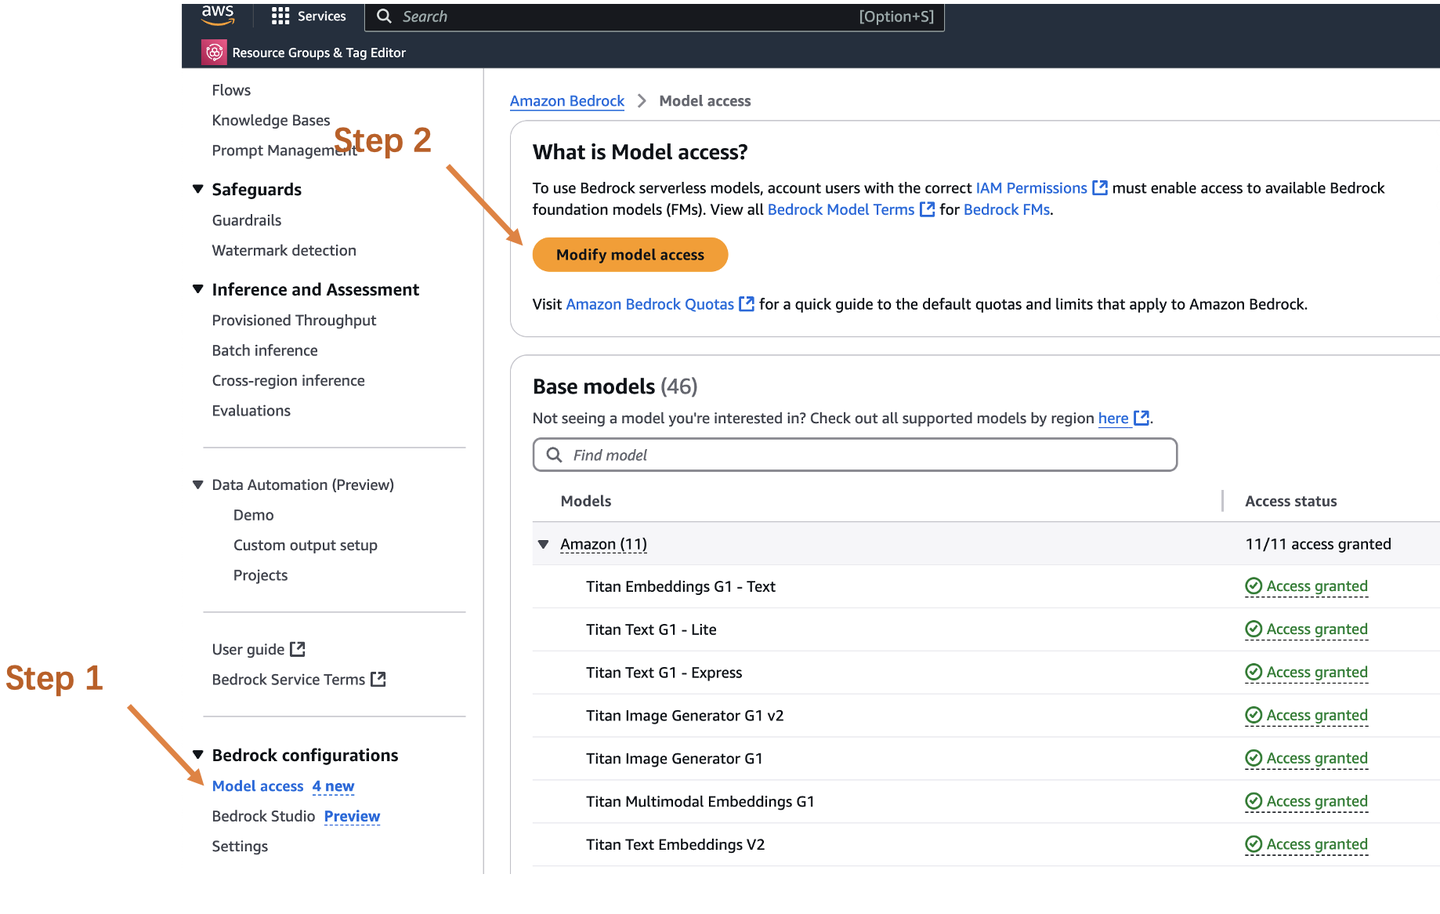 aws
Services
Search
[Option+S]
Resource Groups & Tag Editor
Flows
Knowledge Bases
Prompt Management
Safeguards
Guardrails
Watermark detection
Inference and Assessment
Provisioned Throughput
Batch inference
Cross-region inference
Evaluations
Data Automation (Preview)
Demo
Custom output setup
Projects
User guide
Bedrock Service Terms
Step 1
Bedrock configurations
Model access 4 new
Bedrock Studio Preview
Settings
Step 2
Amazon Bedrock > Model access
What is Model access?
To use Bedrock serverless models, account users with the correct IAM Permissions must enable access to available Bedrock
foundation models (FMs). View all Bedrock Model Terms for Bedrock FMs.
Modify model access
Visit Amazon Bedrock Quotas for a quick guide to the default quotas and limits that apply to Amazon Bedrock.
Base models (46)
Not seeing a model you're interested in? Check out all supported models by region here.
Find model
Models Access status
Amazon (11) 11/11 access granted
Titan Embeddings G1 - Text Access granted
Titan Text G1 - Lite Access granted
Titan Text G1 - Express Access granted
Titan Image Generator G1 v2 Access granted
Titan Image Generator G1 Access granted
Titan Multimodal Embeddings G1 Access granted
Titan Text Embeddings V2 Access granted